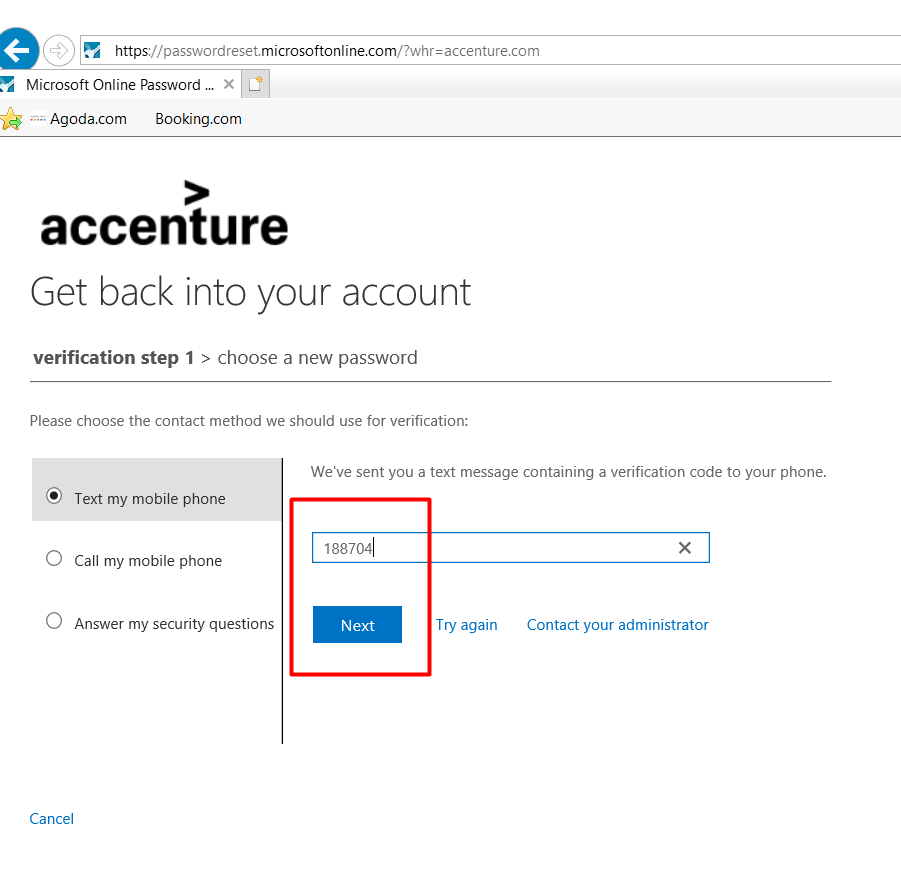 https://passwordreset.microsoftonline.com/?whr=accenture.com
Microsoft Online Password ...
Agoda.com Booking.com
accenture
Get back into your account
verification step 1 > choose a new password
Please choose the contact method we should use for verification:
Text my mobile phone
Call my mobile phone
Answer my security questions
We've sent you a text message containing a verification code to your phone.
188704
Next Try again Contact your administrator
Cancel